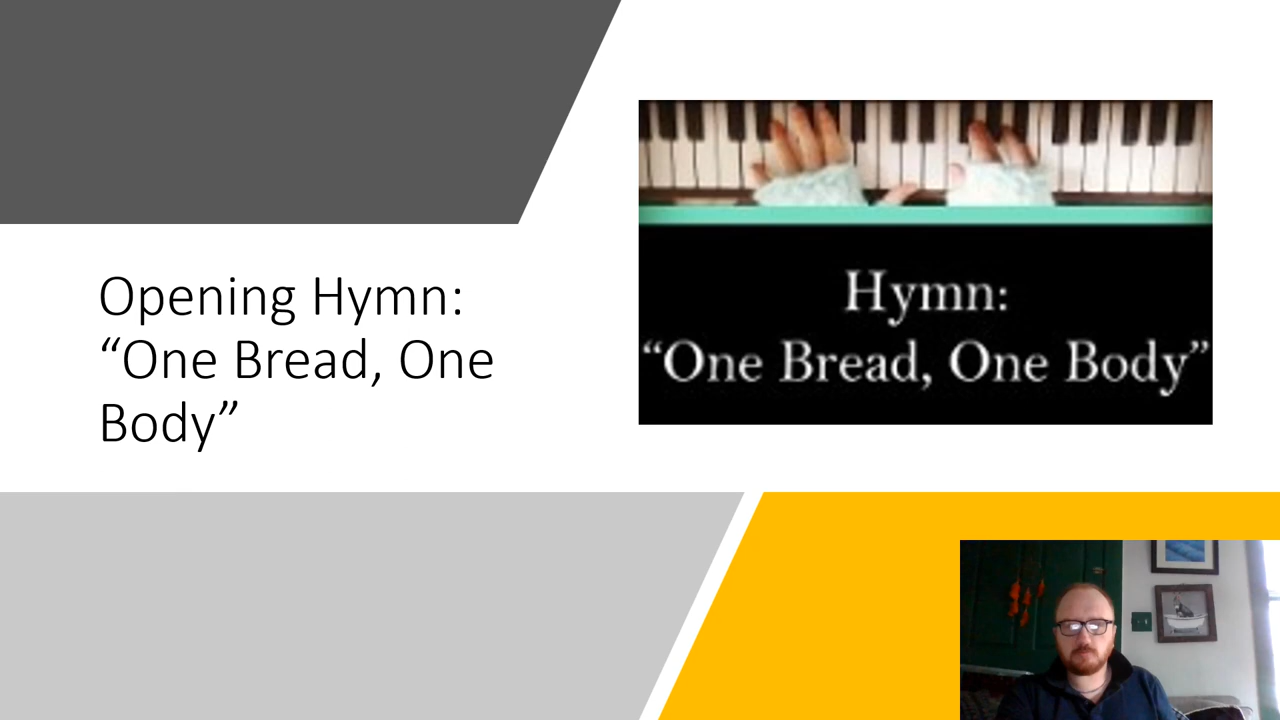 Opening Hymn:
“One Bread, One
Body”
Hymn:
“One Bread, One Body”